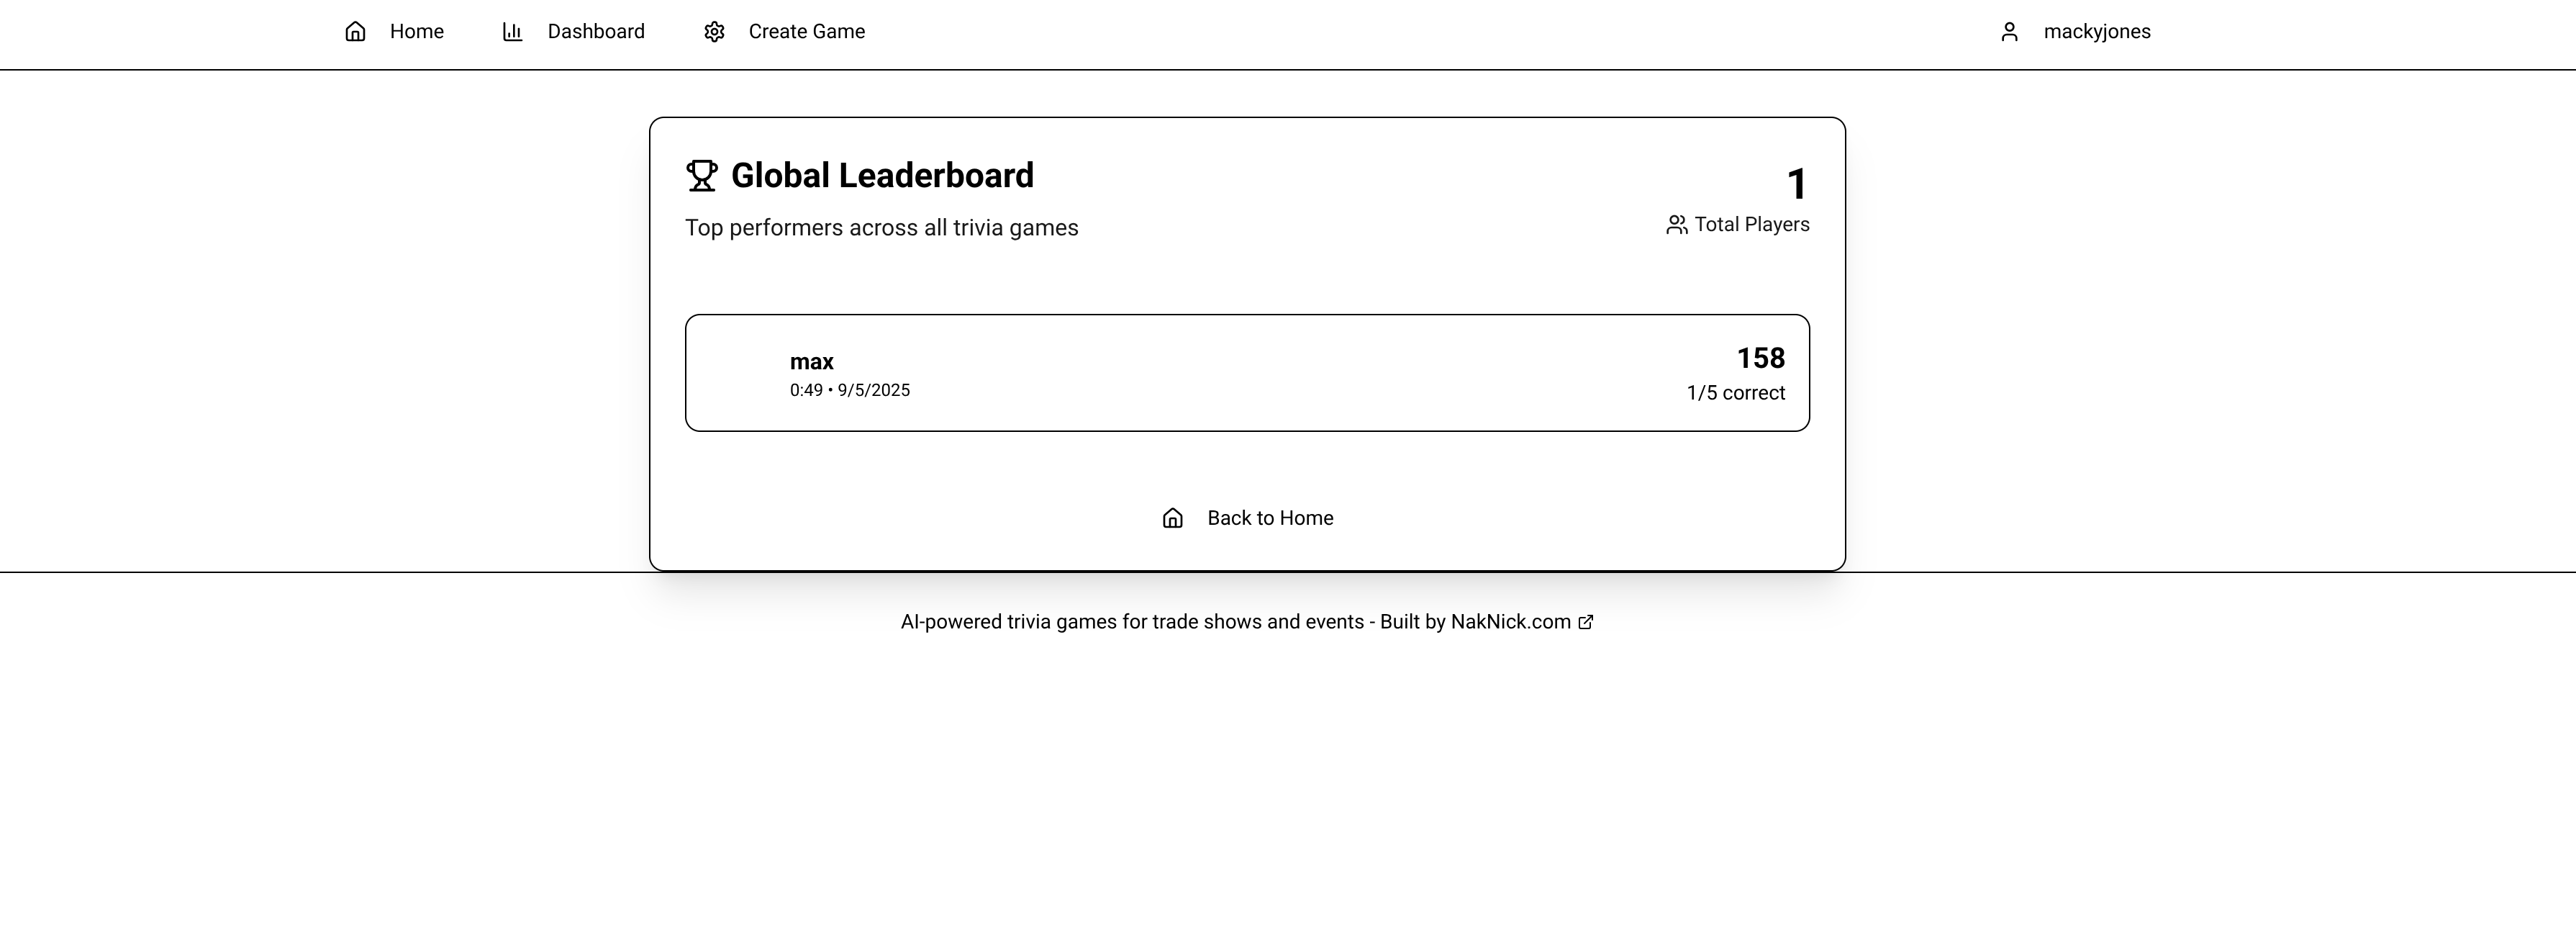 Home Dashboard Create Game mackyjones
Global Leaderboard
1
Top performers across all trivia games
Total Players
max
158
0:49 • 9/5/2025
1/5 correct
Back to Home
AI-powered trivia games for trade shows and events - Built by NakNick.com